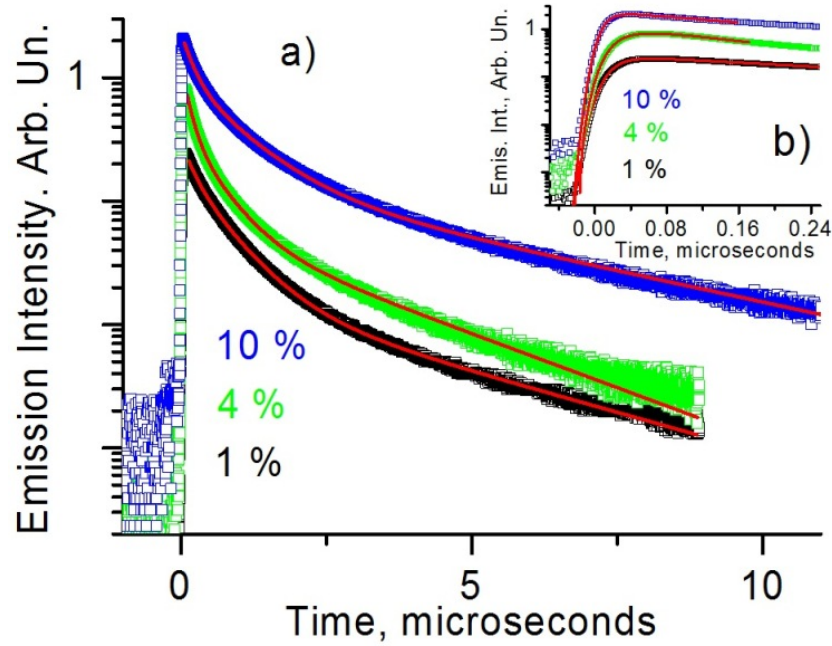 a)
1
Emission Intensity. Arb. Un.
10 %
4 %
1 %
0 5 10
Time, microseconds
1
Emis. Int., Arb. Un.
10 %
4 %
1 %
b)
0.00 0.08 0.16 0.24
Time, microseconds